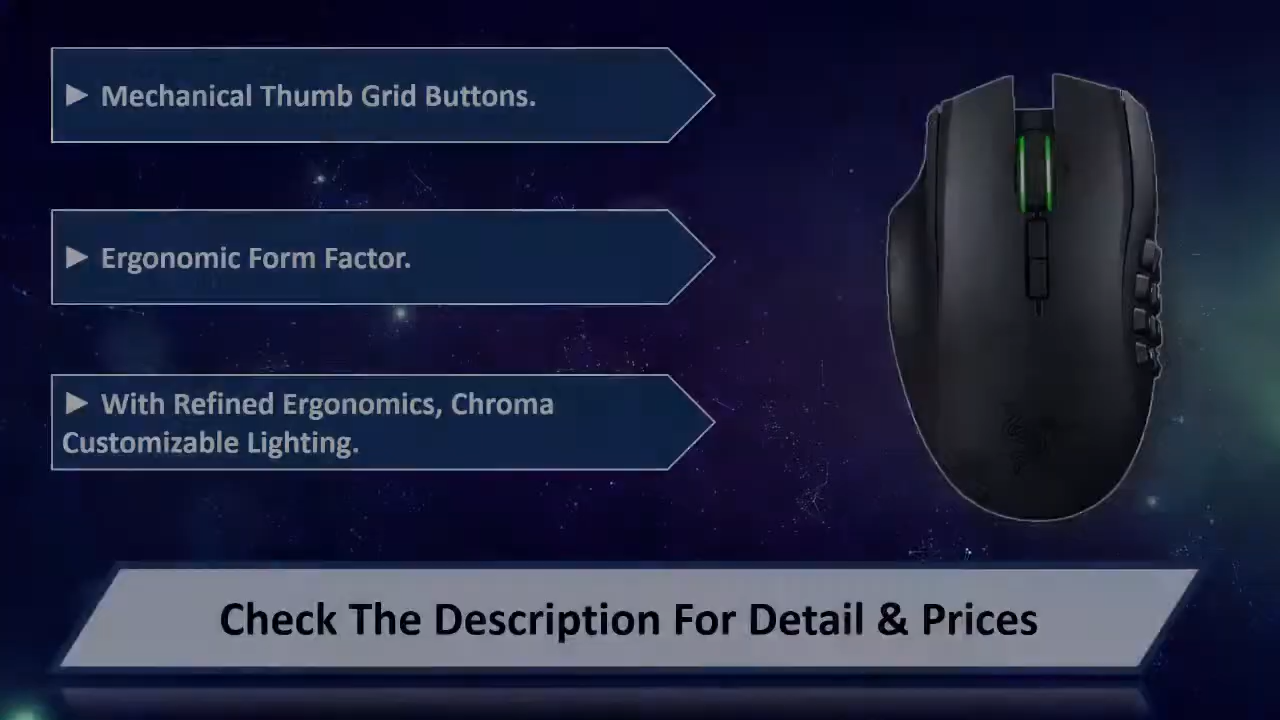 ► Mechanical Thumb Grid Buttons.
► Ergonomic Form Factor.
► With Refined Ergonomics, Chroma
Customizable Lighting.
Check The Description For Detail & Prices